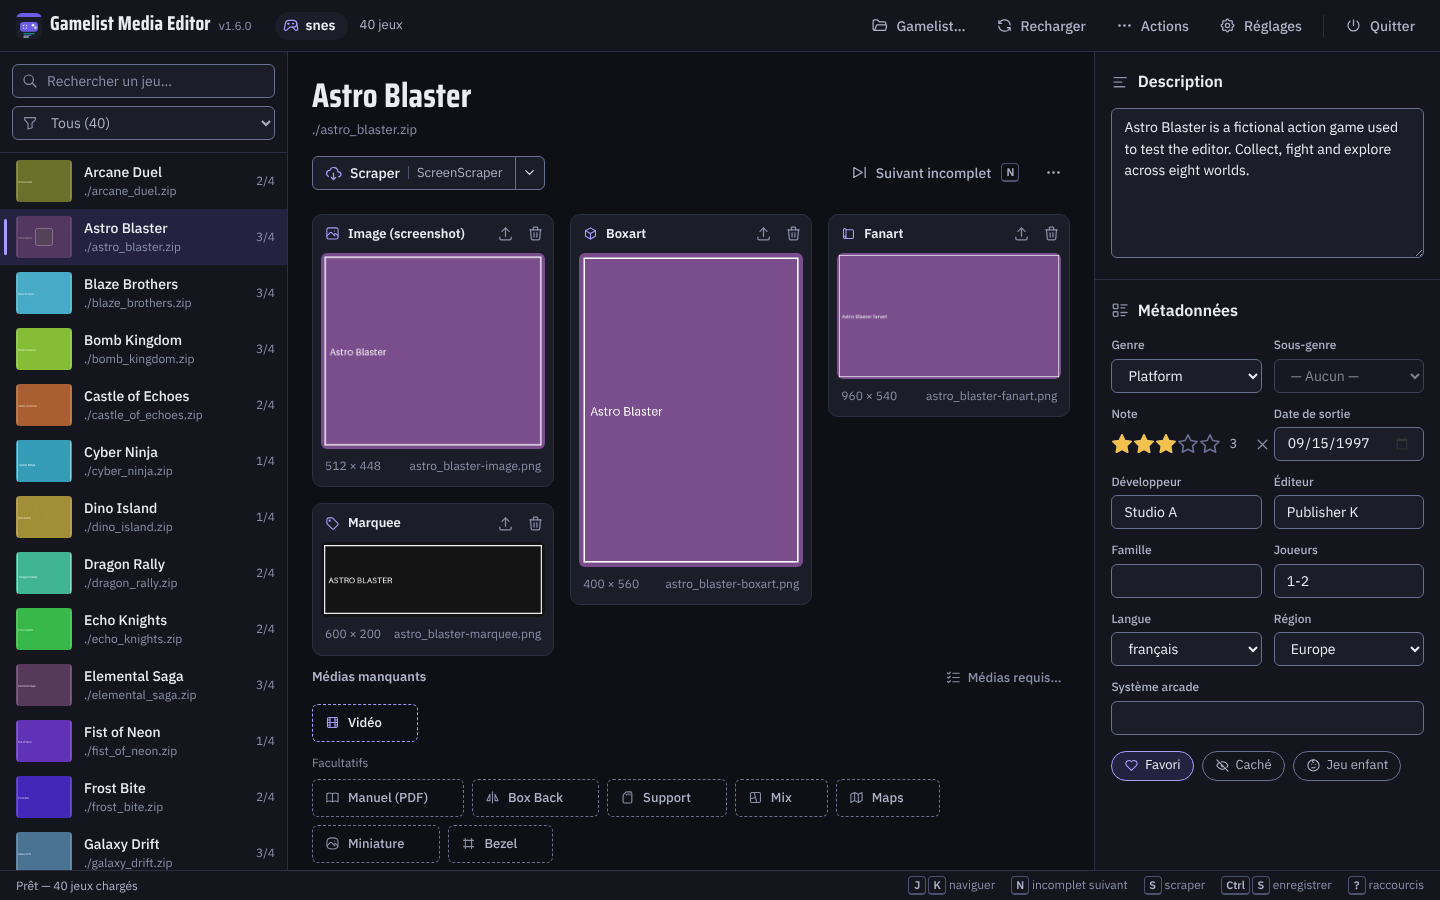 Gamelist Media Editor v1.6.0 snes 40 jeux
Gamelist... Recharger Actions Réglages Quitter
Rechercher un jeu...
Tous (40)
Arcane Duel
./arcane_duel.zip
2/4
Astro Blaster
./astro_blaster.zip
3/4
Blaze Brothers
./blaze_brothers.zip
3/4
Bomb Kingdom
./bomb_kingdom.zip
3/4
Castle of Echoes
./castle_of_echoes.zip
2/4
Cyber Ninja
./cyber_ninja.zip
1/4
Dino Island
./dino_island.zip
1/4
Dragon Rally
./dragon_rally.zip
2/4
Echo Knights
./echo_knights.zip
2/4
Elemental Saga
./elemental_saga.zip
3/4
Fist of Neon
./fist_of_neon.zip
1/4
Frost Bite
./frost_bite.zip
2/4
Galaxy Drift
./galaxy_drift.zip
3/4
Astro Blaster
./astro_blaster.zip
Scraper ScreenScraper
Suivant incomplet N
Image (screenshot)
Astro Blaster
512 × 448 astro_blaster-image.png
Boxart
Astro Blaster
400 × 560 astro_blaster-boxart.png
Fanart
Astro Blaster fanart
960 × 540 astro_blaster-fanart.png
Marquee
ASTRO BLASTER
600 × 200 astro_blaster-marquee.png
Médias manquants
Médias requis...
Vidéo
Facultatifs
Manuel (PDF) Box Back Support Mix Maps
Miniature Bezel
Description
Astro Blaster is a fictional action game used
to test the editor. Collect, fight and explore
across eight worlds.
Métadonnées
Genre Sous-genre
Platform — Aucun —
Note Date de sortie
3 09/15/1997
Développeur Éditeur
Studio A Publisher K
Famille Joueurs
1-2
Langue Région
français Europe
Système arcade
Favori Caché Jeu enfant
Prêt — 40 jeux chargés
J K naviguer N incomplet suivant S scraper Ctrl S enregistrer ? raccourcis